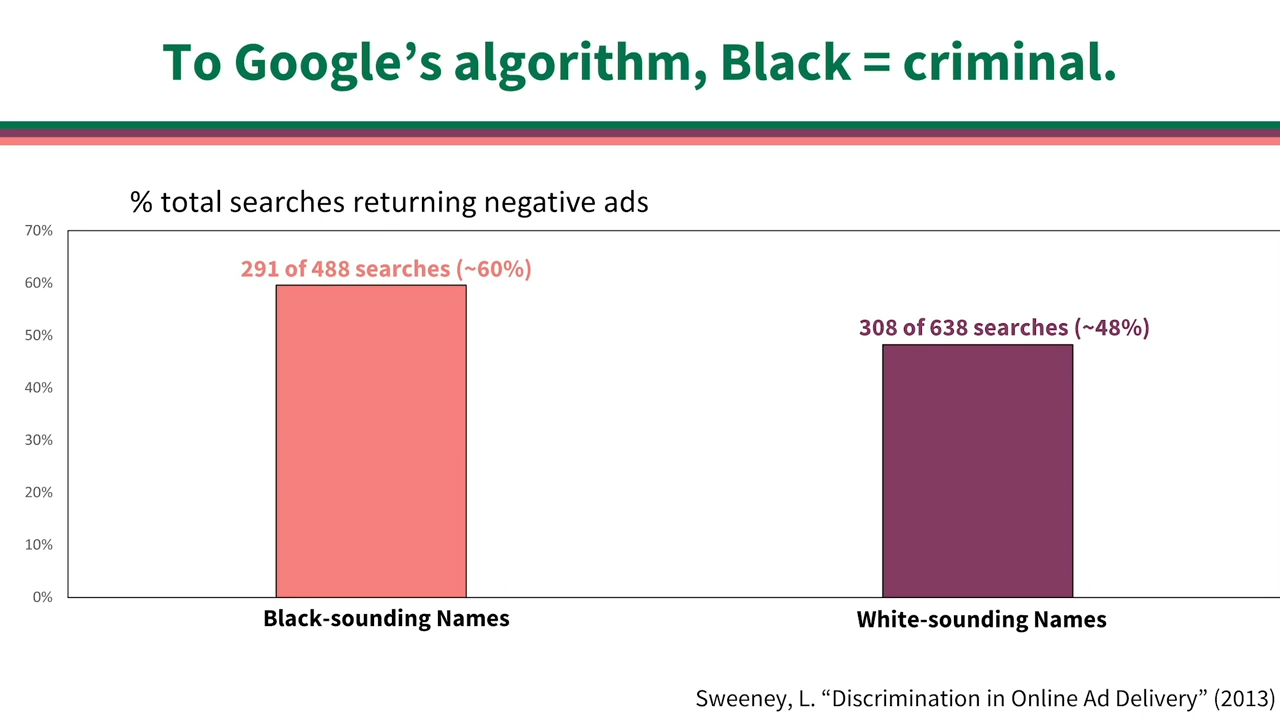 To Google’s algorithm, Black = criminal.
% total searches returning negative ads
70%
291 of 488 searches (~60%)
60%
308 of 638 searches (~48%)
50%
40%
30%
20%
10%
0%
Black-sounding Names
White-sounding Names
Sweeney, L. “Discrimination in Online Ad Delivery” (2013)